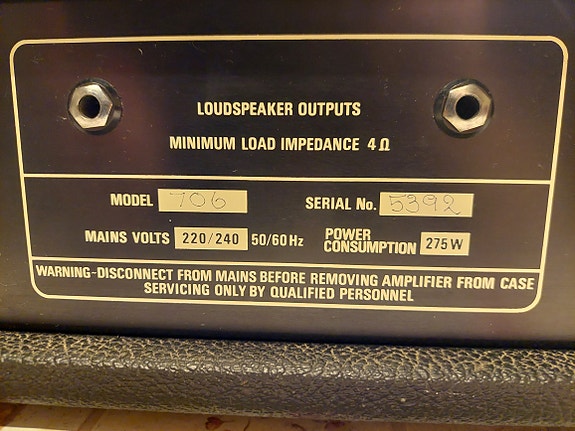 LOUDSPEAKER OUTPUTS
MINIMUM LOAD IMPEDANCE 4Ω
MODEL 706 SERIAL No. 5392
MAINS VOLTS 220/240 50/60Hz POWER CONSUMPTION 275W
WARNING-DISCONNECT FROM MAINS BEFORE REMOVING AMPLIFIER FROM CASE
SERVICING ONLY BY QUALIFIED PERSONNEL